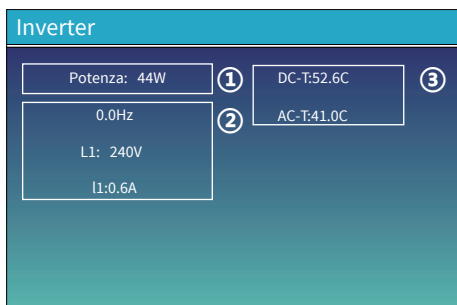 Inverter
Potenza: 44W
①
0.0Hz
L1: 240V
l1:0.6A
②
DC-T:52.6C
AC-T:41.0C
③